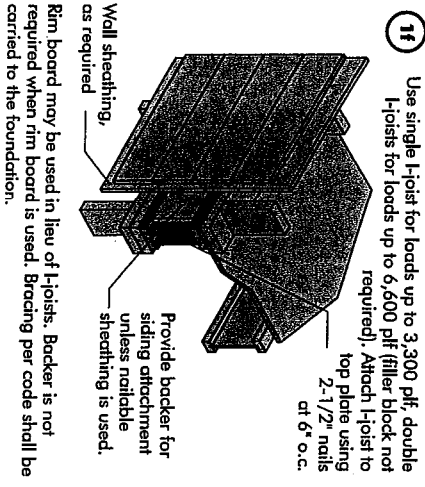 1f
Use single I-joist for loads up to 3,300 plf, double
I-joists for loads up to 6,600 plf (filler block not
required). Attach I-joist to
top plate using
2-1/2" nails
at 6" o.c.
Wall sheathing,
as required
Provide backer for
siding attachment
unless nailable
sheathing is used.
Rim board may be used in lieu of I-joists. Backer is not
required when rim board is used. Bracing per code shall be
carried to the foundation.